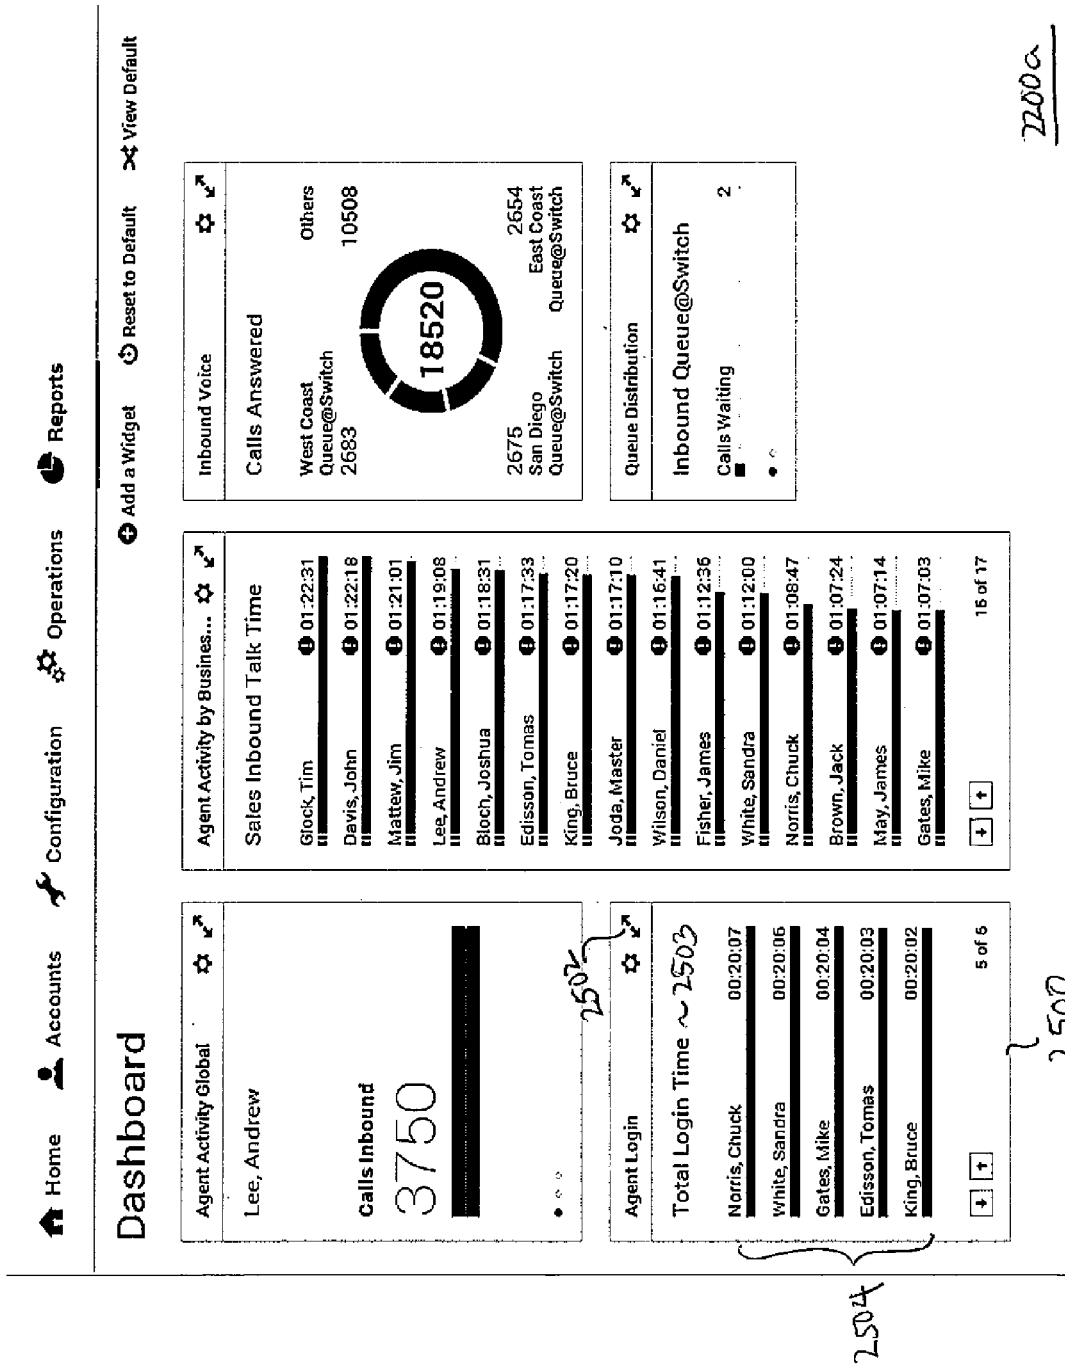 Home
Accounts
Configuration
Operations
Reports
Dashboard
Add a Widget
Reset to Default
View Default
Agent Activity Global
Lee, Andrew
Calls Inbound
3750
2502
Agent Login
Total Login Time ~2503
Norris, Chuck 00:20:07
White, Sandra 00:20:06
Gates, Mike 00:20:04
Edisson, Tomas 00:20:03
King, Bruce 00:20:02
5 of 6
2504
2500
Agent Activity by Busines...
Sales Inbound Talk Time
Glock, Tim 01:22:31
Davis, John 01:22:18
Mattew, Jim 01:21:01
Lee, Andrew 01:19:08
Bloch, Joshua 01:18:31
Edisson, Tomas 01:17:33
King, Bruce 01:17:20
Joda, Master 01:17:10
Wilson, Daniel 01:16:41
Fisher, James 01:12:36
White, Sandra 01:12:00
Norris, Chuck 01:08:47
Brown, Jack 01:07:24
May, James 01:07:14
Gates, Mike 01:07:03
16 of 17
Inbound Voice
Calls Answered
West Coast
Queue@Switch
2683
Others
10508
18520
2675
San Diego
Queue@Switch
2654
East Coast
Queue@Switch
Queue Distribution
Inbound Queue@Switch
Calls Waiting 2
2200a